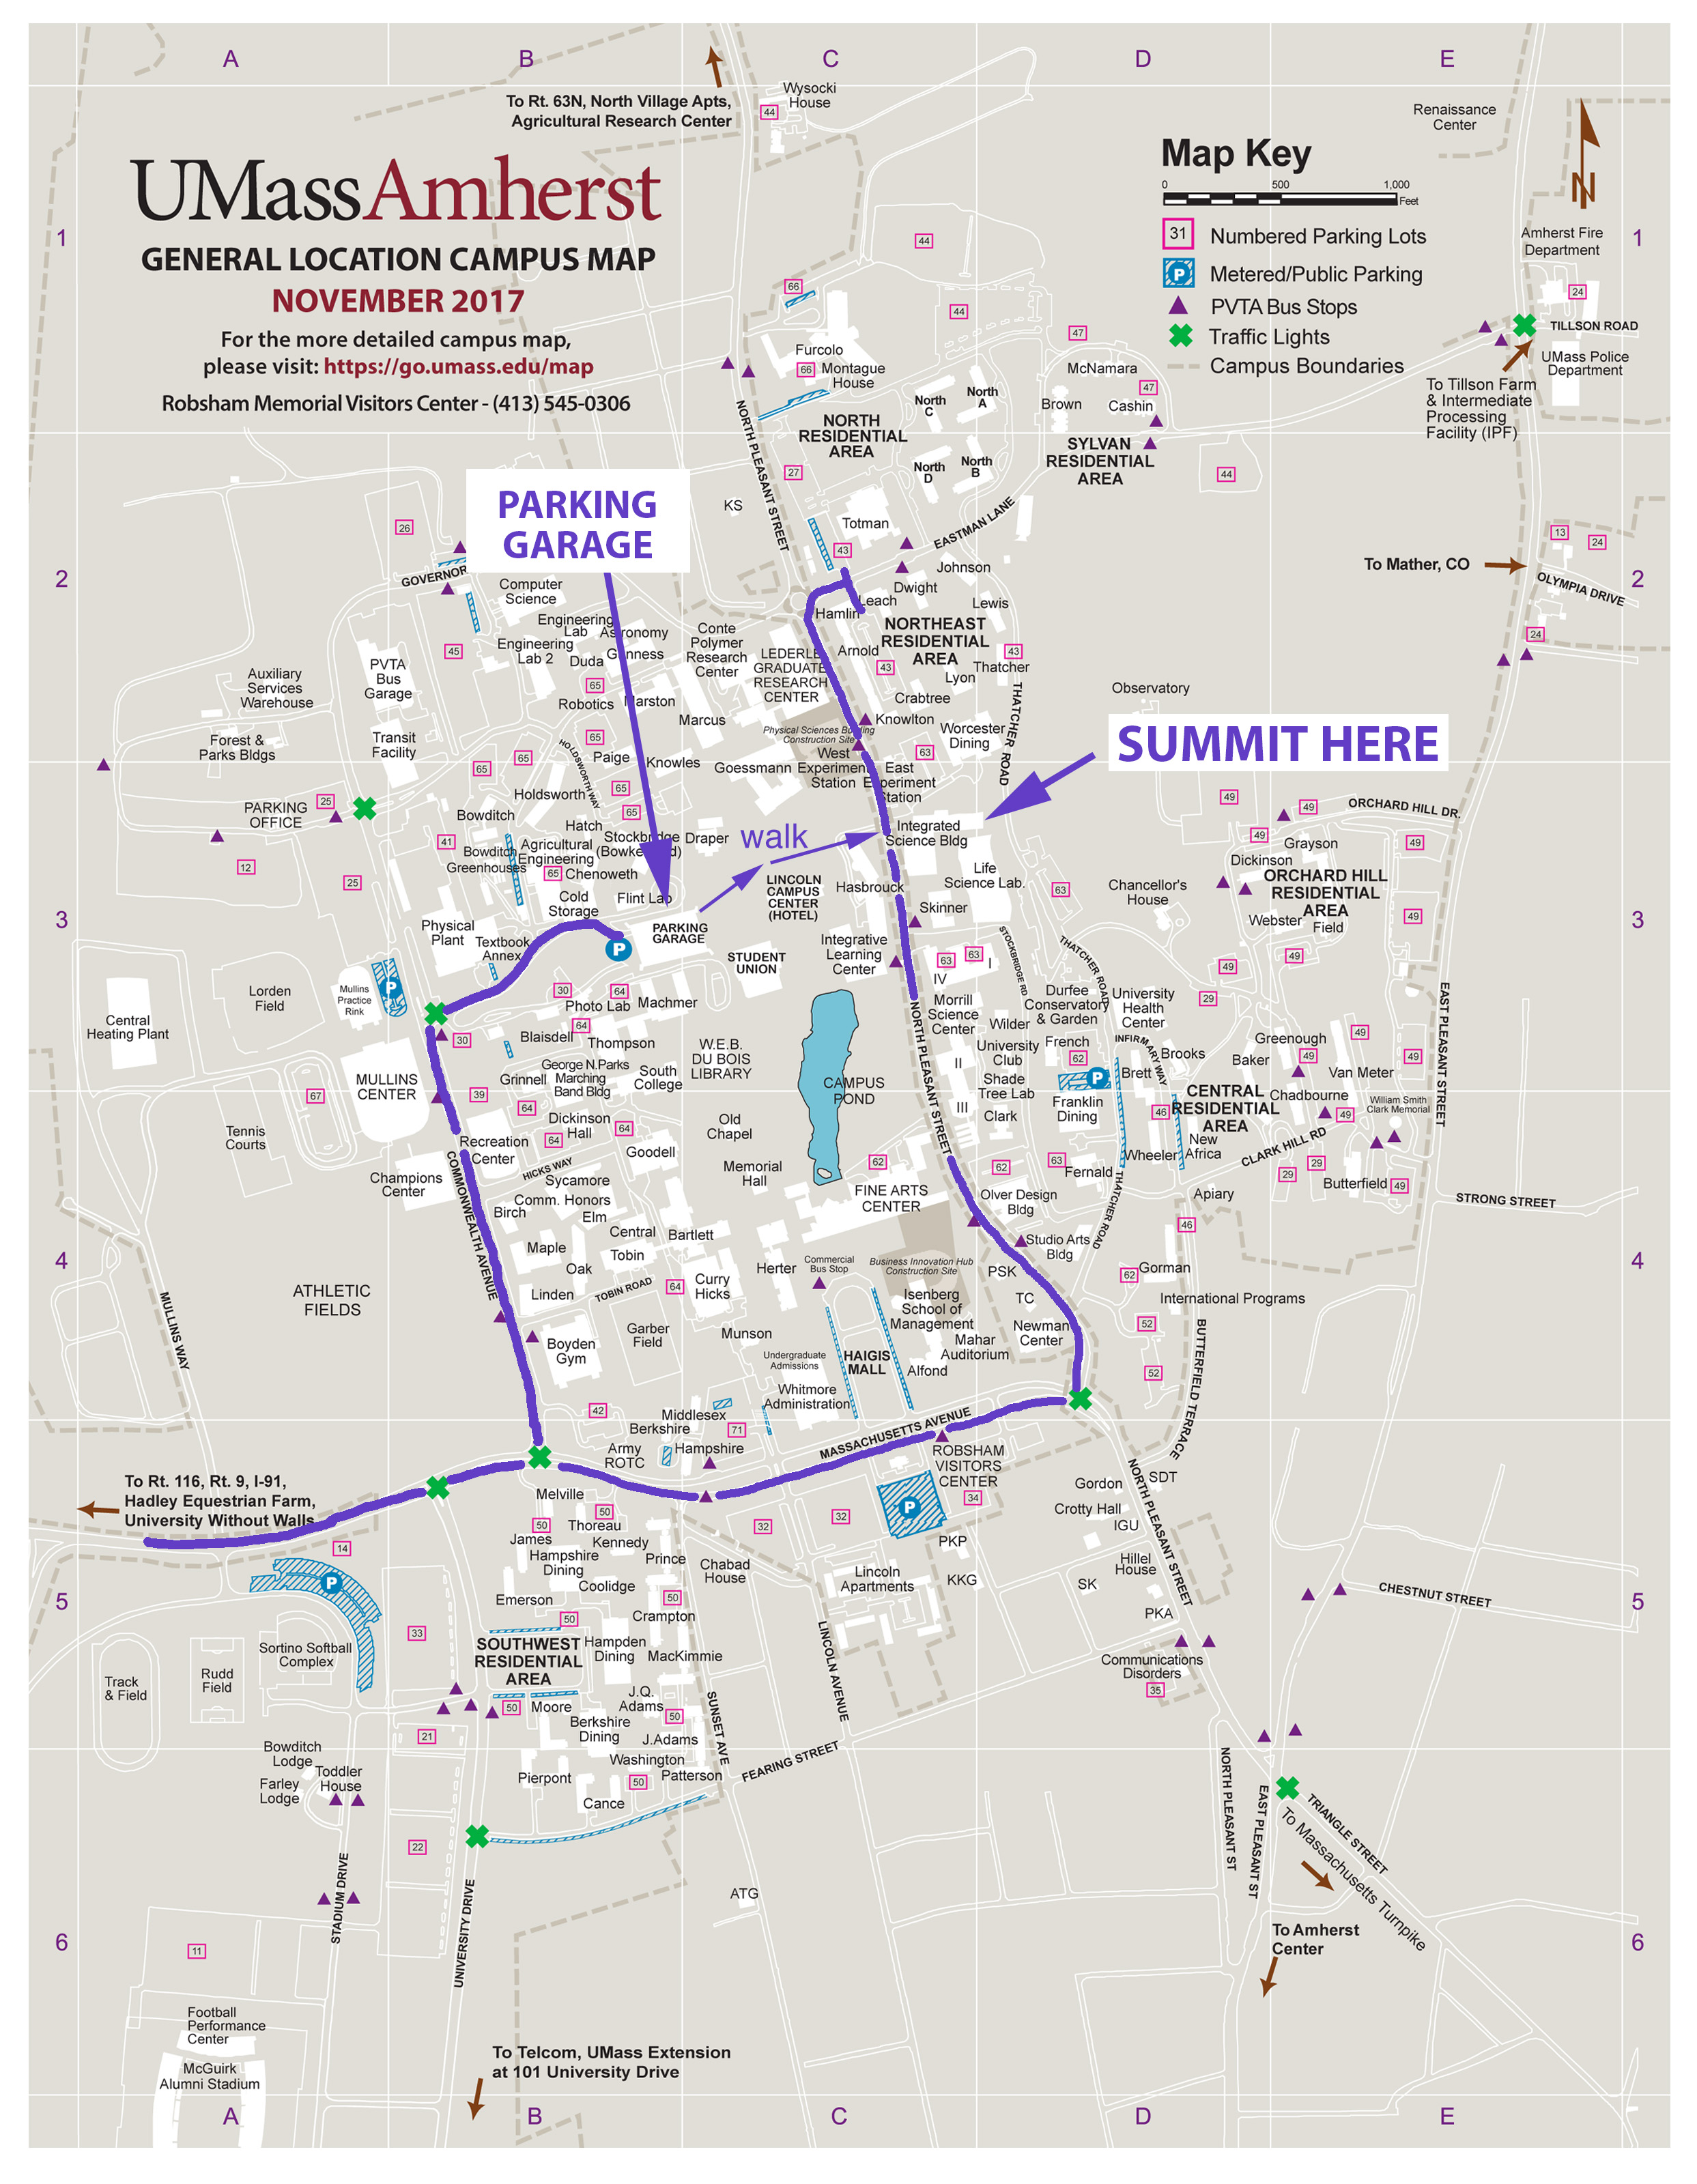 A
B
C
D
E
To Rt. 63N, North Village Apts,
Agricultural Research Center
Wysocki
House
44
Renaissance
Center
UMassAmherst
GENERAL LOCATION CAMPUS MAP
NOVEMBER 2017
For the more detailed campus map,
please visit: https://go.umass.edu/map
Robsham Memorial Visitors Center - (413) 545-0306
Map Key
0 500 1,000
Feet
31 Numbered Parking Lots
P Metered/Public Parking
PVTA Bus Stops
Traffic Lights
Campus Boundaries
N
1
1
44
66
44
47
Amherst Fire
Department
24
TILLSON ROAD
UMass Police
Department
To Tillson Farm
& Intermediate
Processing
Facility (IPF)
Furcolo
66
Montague
House
McNamara
47
Brown
Cashin
North
C
North
A
NORTH
RESIDENTIAL
AREA
North
D
North
B
SYLVAN
RESIDENTIAL
AREA
44
NORTH PLEASANT STREET
27
KS
Totman
43
EASTMAN LANE
PARKING
GARAGE
26
GOVERNOR
2
2
13
24
To Mather, CO
OLYMPIA DRIVE
24
Computer
Science
Engineering
Lab
Astronomy
Engineering
Lab 2
Duda
Gunness
45
65
Robotics
Marston
Conte
Polymer
Research
Center
LEDERLE
GRADUATE
RESEARCH
CENTER
Marcus
Johnson
Dwight
Leach
Hamlin
Lewis
NORTHEAST
RESIDENTIAL
AREA
Arnold
43
43
Thatcher
Lyon
Crabtree
Knowlton
Worcester
Dining
THATCHER ROAD
Observatory
SUMMIT HERE
PVTA
Bus
Garage
Auxiliary
Services
Warehouse
Forest &
Parks Bldgs
Transit
Facility
Physical Sciences Building
Construction Site
West
Experiment
Station
East
Experiment
Station
63
Goessmann
65
HOLDSWORTH WAY
Paige
Knowles
65
65
65
Holdsworth
65
PARKING
OFFICE
25
Bowditch
Hatch
Stockbridge
(Bowker Aud)
Draper
walk
Integrated
Science Bldg
41
Bowditch
Greenhouses
Agricultural
Engineering
65
Chenoweth
12
25
Cold
Storage
Flint Lab
LINCOLN
CAMPUS
CENTER
(HOTEL)
Hasbrouck
Life
Science Lab.
Skinner
63
Chancellor's
House
49
49
ORCHARD HILL DR.
49
49
Grayson
Dickinson
ORCHARD HILL
RESIDENTIAL
AREA
Webster
Field
49
49
49
3
3
Physical
Plant
Textbook
Annex
P
PARKING
GARAGE
STUDENT
UNION
Integrative
Learning
Center
63
63
I
IV
STOCKBRIDGE RD
THATCHER ROAD
29
Lorden
Field
Mullins
Practice
Rink
P
Central
Heating Plant
30
64
Photo Lab
Machmer
30
Blaisdell
64
Thompson
Morrill
Science
Center
Wilder
Durfee
Conservatory
& Garden
University
Health
Center
University
Club
French
62
INFIRMARY WAY
Brooks
Greenough
49
Baker
49
49
Van Meter
EAST PLEASANT STREET
MULLINS
CENTER
67
39
Grinnell
George N.Parks
Marching
Band Bldg
South
College
W.E.B.
DU BOIS
LIBRARY
CAMPUS
POND
NORTH PLEASANT STREET
II
Shade
Tree Lab
III
Clark
P
Brett
Franklin
Dining
46
CENTRAL
RESIDENTIAL
AREA
Chadbourne
49
William Smith
Clark Memorial
64
Dickinson
Hall
64
64
Old
Chapel
Tennis
Courts
Recreation
Center
Goodell
Memorial
Hall
62
62
63
Fernald
Wheeler
New
Africa
CLARK HILL RD
29
29
Butterfield
49
STRONG STREET
Champions
Center
COMMONWEALTH AVENUE
HICKS WAY
Sycamore
Comm. Honors
Birch
Elm
FINE ARTS
CENTER
Olver Design
Bldg
THATCHER ROAD
Apiary
46
4
4
Maple
Central
Tobin
Bartlett
Oak
Linden
TOBIN ROAD
64
Curry
Hicks
Herter
Commercial
Bus Stop
Business Innovation Hub
Construction Site
Studio Arts
Bldg
PSK
62
Gorman
International Programs
ATHLETIC
FIELDS
MULLINS WAY
Isenberg
School of
Management
TC
Newman
Center
52
BUTTERFIELD TERRACE
Boyden
Gym
Garber
Field
Munson
Undergraduate
Admissions
HAIGIS
MALL
Mahar
Auditorium
Alfond
52
Whitmore
Administration
42
Middlesex
Berkshire
71
Army
ROTC
Hampshire
MASSACHUSETTS AVENUE
ROBSHAM
VISITORS
CENTER
34
P
To Rt. 116, Rt. 9, I-91,
Hadley Equestrian Farm,
University Without Walls
Melville
50
50
Thoreau
James
Kennedy
Hampshire
Dining
Prince
32
32
Chabad
House
PKP
Lincoln
Apartments
KKG
Gordon
SDT
Crotty Hall
IGU
NORTH PLEASANT STREET
Hillel
House
SK
PKA
CHESTNUT STREET
5
5
14
P
Coolidge
Emerson
50
50
Crampton
33
Sortino Softball
Complex
SOUTHWEST
RESIDENTIAL
AREA
Hampden
Dining
MacKimmie
LINCOLN AVENUE
Communications
Disorders
35
Track
& Field
Rudd
Field
50
Moore
J.Q.
Adams
50
Berkshire
Dining
J.Adams
SUNSET AVE
21
Washington
Patterson
FEARING STREET
Bowditch
Lodge
Toddler
House
Farley
Lodge
Pierpont
50
Cance
NORTH PLEASANT ST
EAST PLEASANT ST
TRIANGLE STREET
To Massachusetts Turnpike
22
STADIUM DRIVE
UNIVERSITY DRIVE
ATG
To Amherst
Center
6
6
11
Football
Performance
Center
McGuirk
Alumni Stadium
To Telcom, UMass Extension
at 101 University Drive
A
B
C
D
E